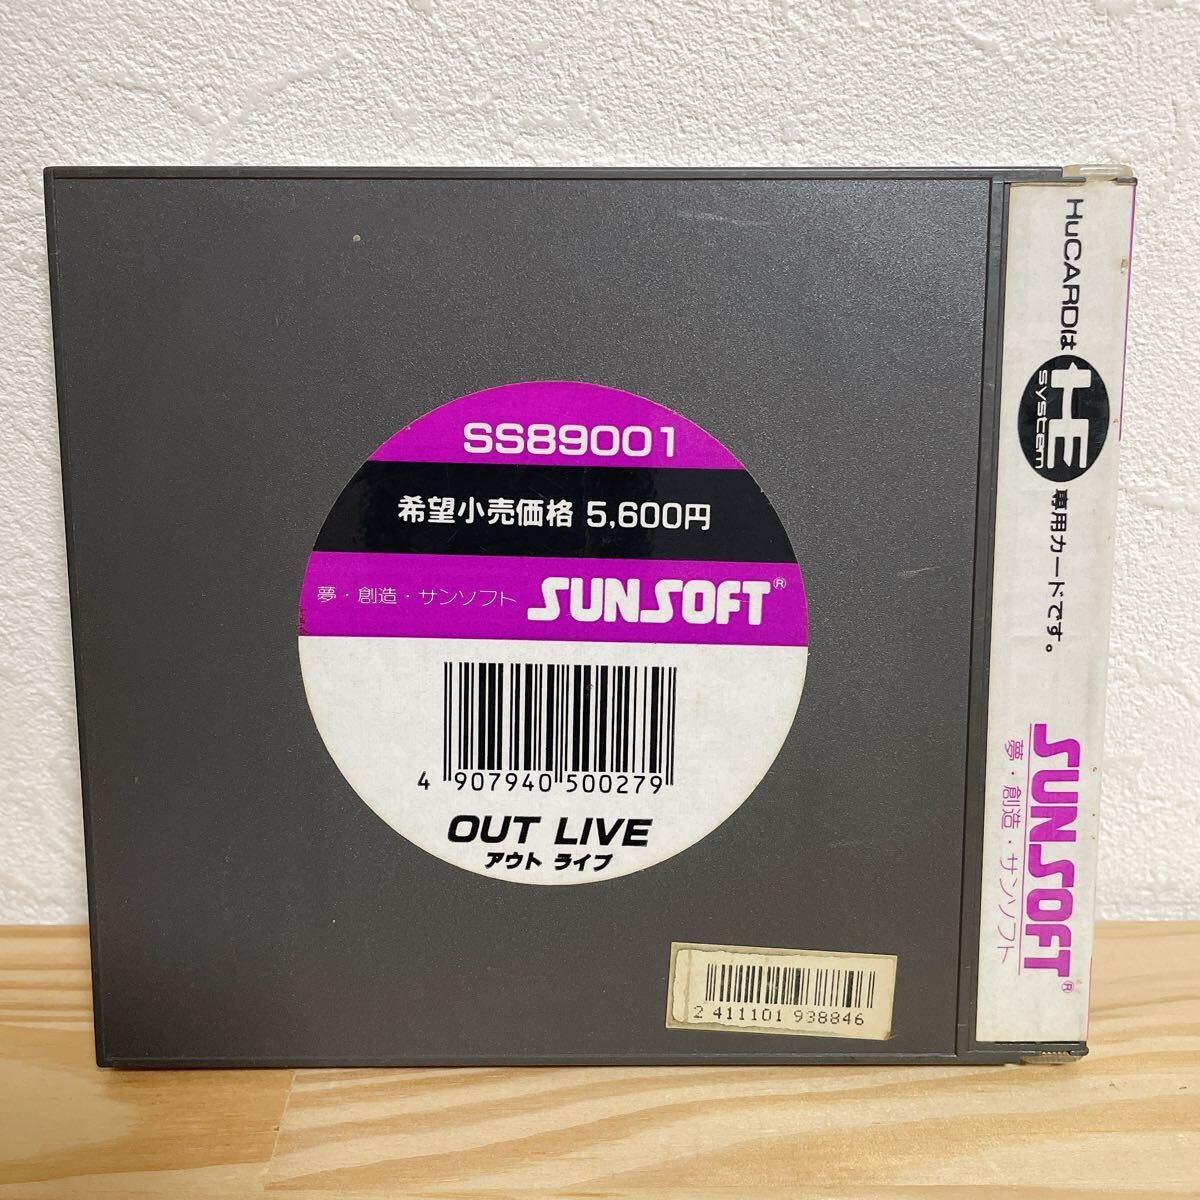 SS89001
希望小売価格 5,600円
夢・創造・サンソフト SUNSOFT®
4 907940 500279
OUT LIVE
アウト ライブ
2 411101 938846
HuCARDは HE system 専用カードです。
SUNSOFT®
夢・創造・サンソフト